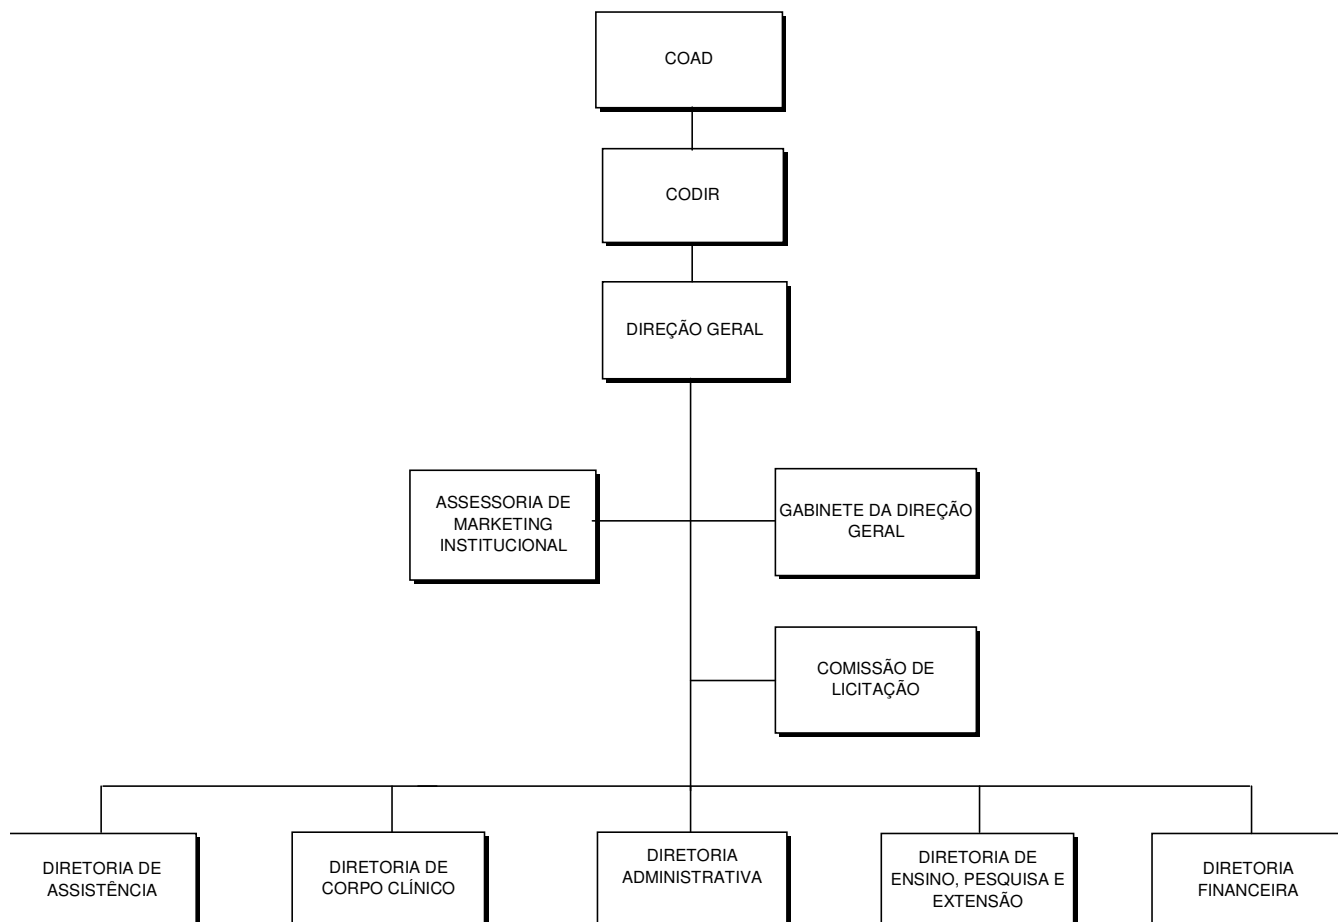 COAD
CODIR
DIREÇÃO GERAL
ASSESSORIA DE
MARKETING
INSTITUCIONAL
GABINETE DA DIREÇÃO
GERAL
COMISSÃO DE
LICITAÇÃO
DIRETORIA DE
ASSISTÊNCIA
DIRETORIA DE
CORPO CLÍNICO
DIRETORIA
ADMINISTRATIVA
DIRETORIA DE
ENSINO, PESQUISA E
EXTENSÃO
DIRETORIA
FINANCEIRA